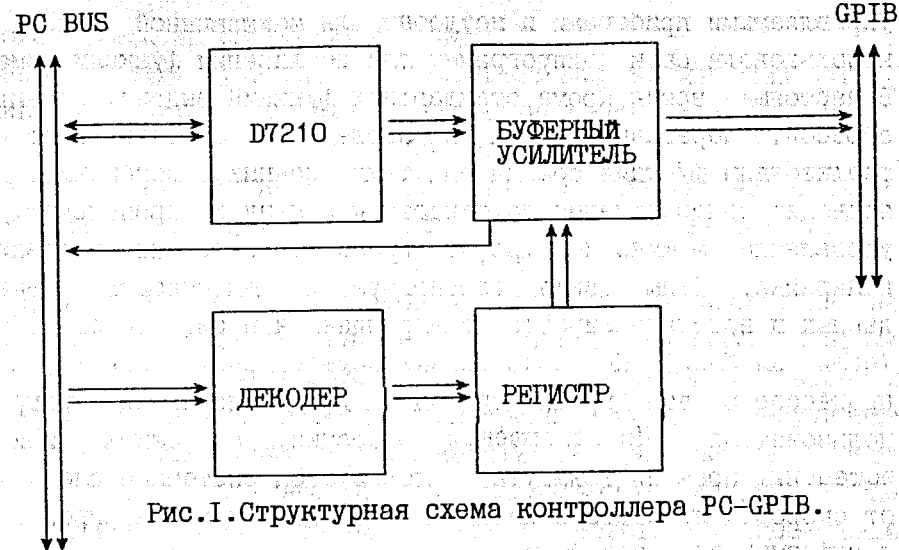 PC BUS
GPIB
D7210
БУФЕРНЫЙ
УСИЛИТЕЛЬ
ДЕКОДЕР
РЕГИСТР
Рис.I.Структурная схема контроллера PC-GPIB.